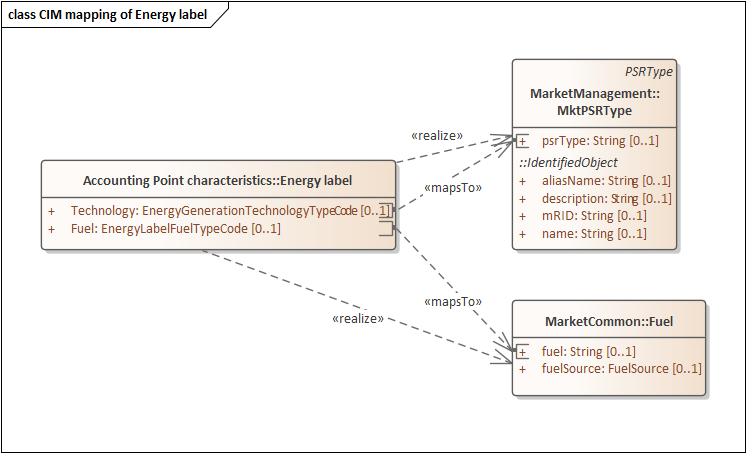 class CIM mapping of Energy label
PSRType
MarketManagement::
MktPSRType
+ psrType: String [0..1]
::IdentifiedObject
+ aliasName: String [0..1]
+ description: String [0..1]
+ mRID: String [0..1]
+ name: String [0..1]
«realize»
«mapsTo»
Accounting Point characteristics::Energy label
+ Technology: EnergyGenerationTechnologyTypeCode [0..1]
+ Fuel: EnergyLabelFuelTypeCode [0..1]
«mapsTo»
«realize»
MarketCommon::Fuel
+ fuel: String [0..1]
+ fuelSource: FuelSource [0..1]